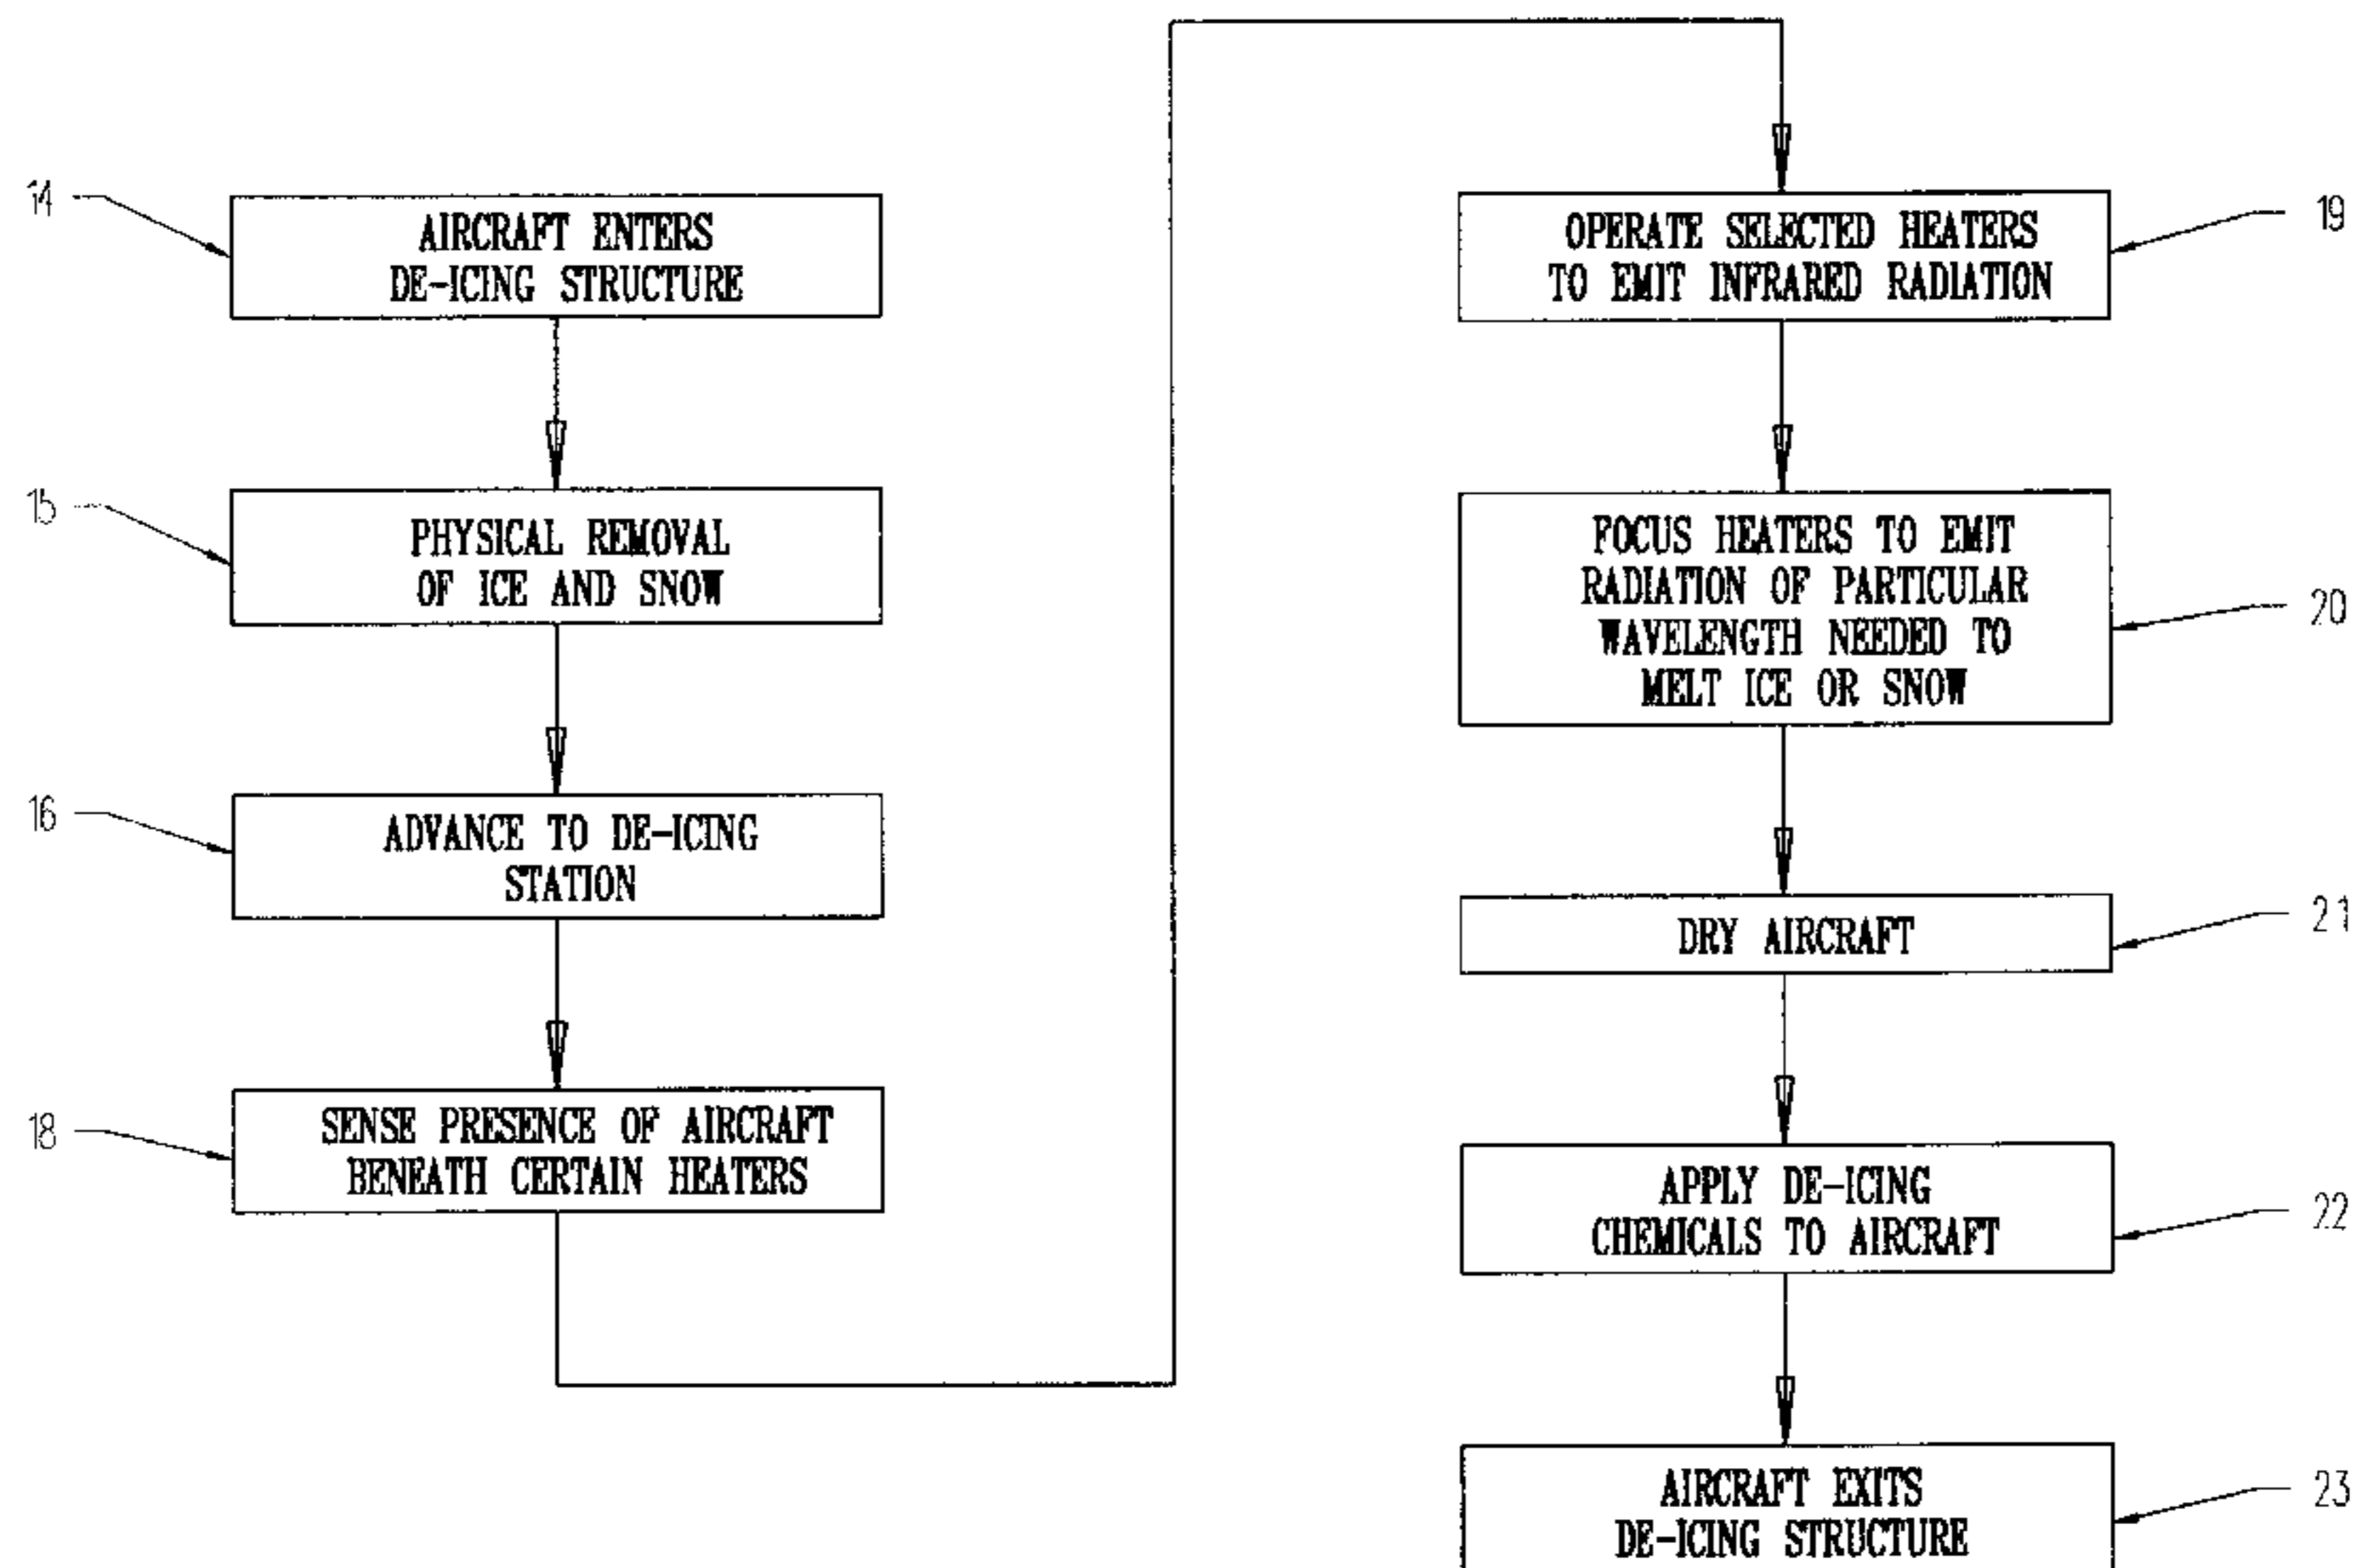 14
AIRCRAFT ENTERS
DE-ICING STRUCTURE
15
PHYSICAL REMOVAL
OF ICE AND SNOW
16
ADVANCE TO DE-ICING
STATION
18
SENSE PRESENCE OF AIRCRAFT
BENEATH CERTAIN HEATERS
OPERATE SELECTED HEATERS
TO EMIT INFRARED RADIATION
19
FOCUS HEATERS TO EMIT
RADIATION OF PARTICULAR
WAVELENGTH NEEDED TO
MELT ICE OR SNOW
20
DRY AIRCRAFT
21
APPLY DE-ICING
CHEMICALS TO AIRCRAFT
22
AIRCRAFT EXITS
DE-ICING STRUCTURE
23